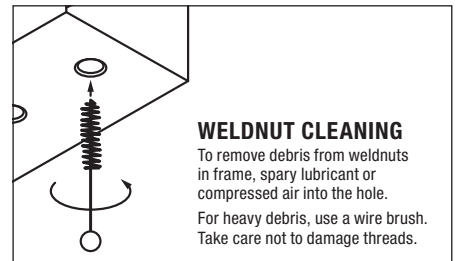 WELDNUT CLEANING
To remove debris from weldnuts
in frame, spary lubricant or
compressed air into the hole.
For heavy debris, use a wire brush.
Take care not to damage threads.